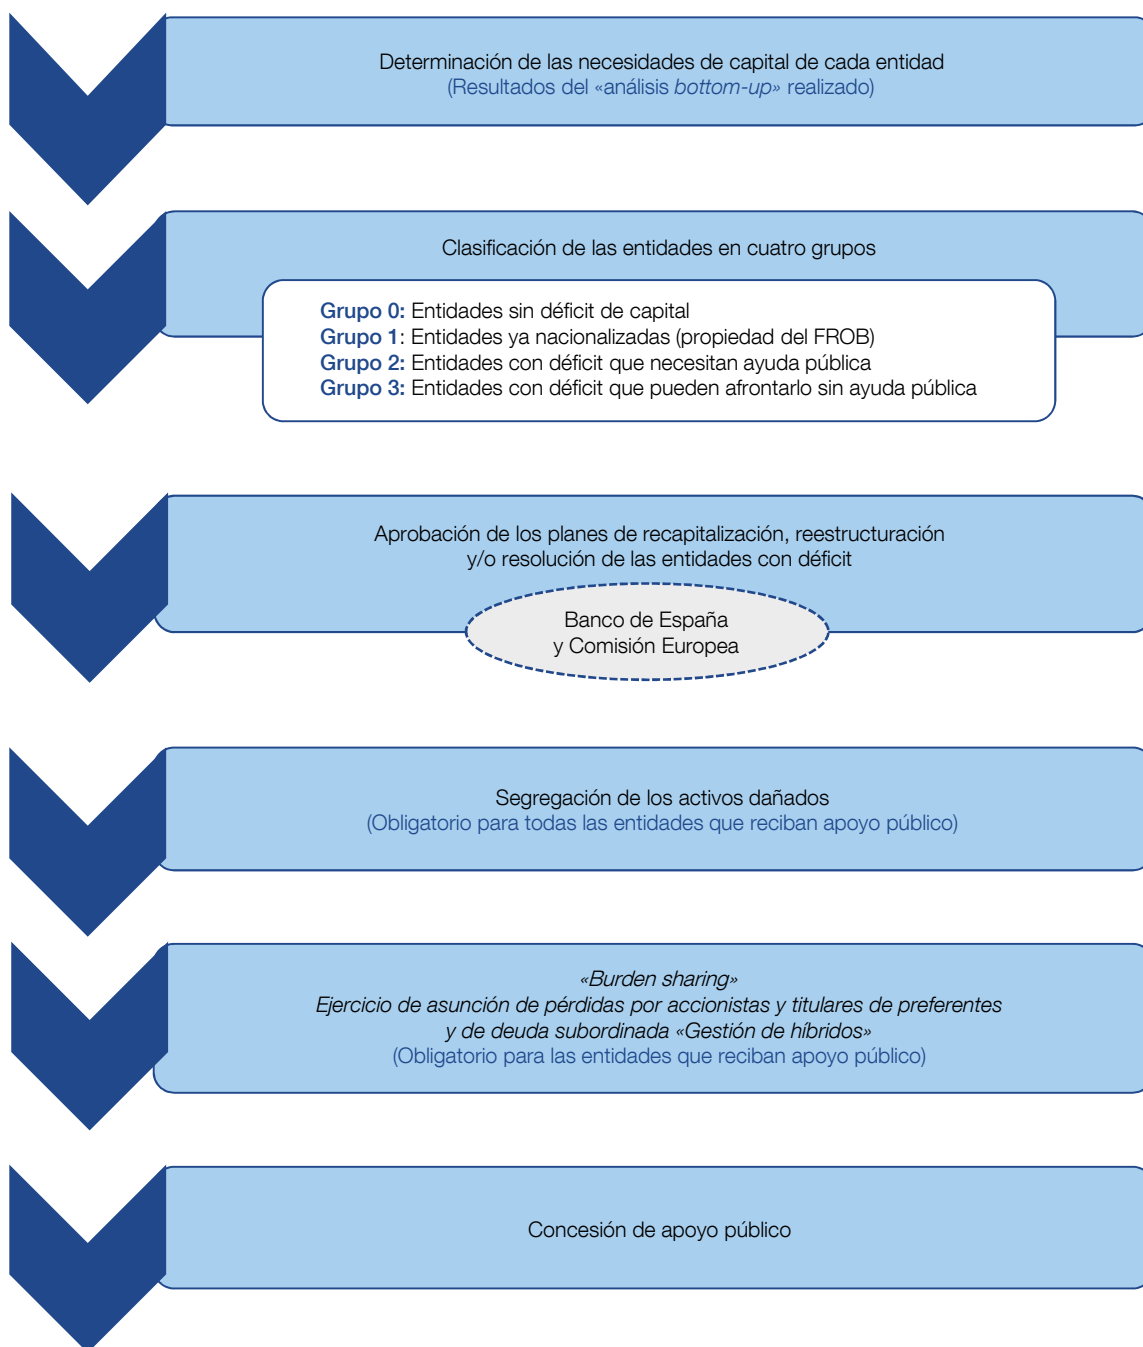 Determinación de las necesidades de capital de cada entidad
(Resultados del «análisis bottom-up» realizado)
Clasificación de las entidades en cuatro grupos
Grupo 0: Entidades sin déficit de capital
Grupo 1: Entidades ya nacionalizadas (propiedad del FROB)
Grupo 2: Entidades con déficit que necesitan ayuda pública
Grupo 3: Entidades con déficit que pueden afrontarlo sin ayuda pública
Aprobación de los planes de recapitalización, reestructuración
y/o resolución de las entidades con déficit
Banco de España
y Comisión Europea
Segregación de los activos dañados
(Obligatorio para todas las entidades que reciban apoyo público)
«Burden sharing»
Ejercicio de asunción de pérdidas por accionistas y titulares de preferentes
y de deuda subordinada «Gestión de híbridos»
(Obligatorio para las entidades que reciban apoyo público)
Concesión de apoyo público